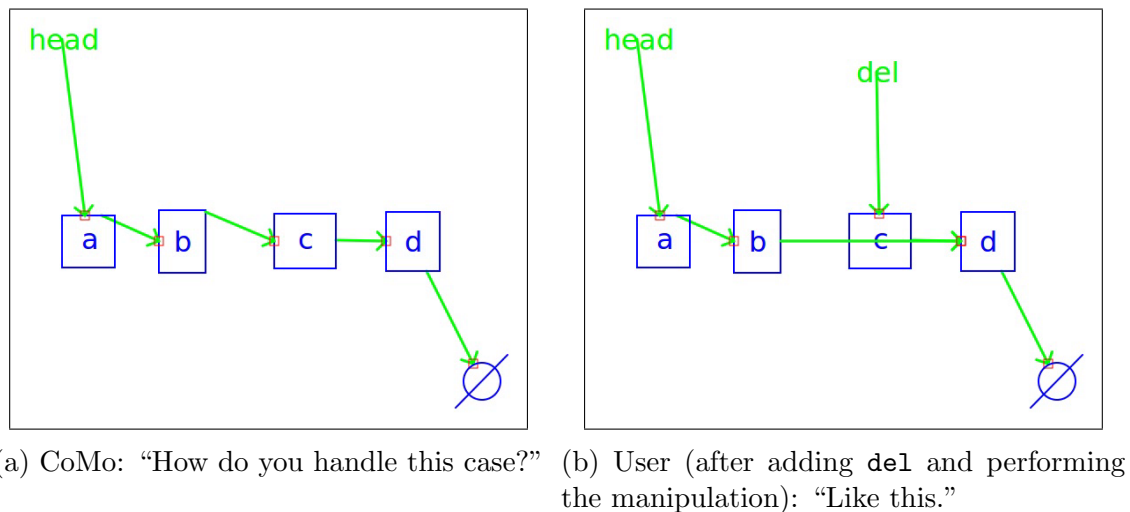 head
a b c d
(a) CoMo: “How do you handle this case?”
head
del
a b c d
(b) User (after adding del and performing
the manipulation): “Like this.”